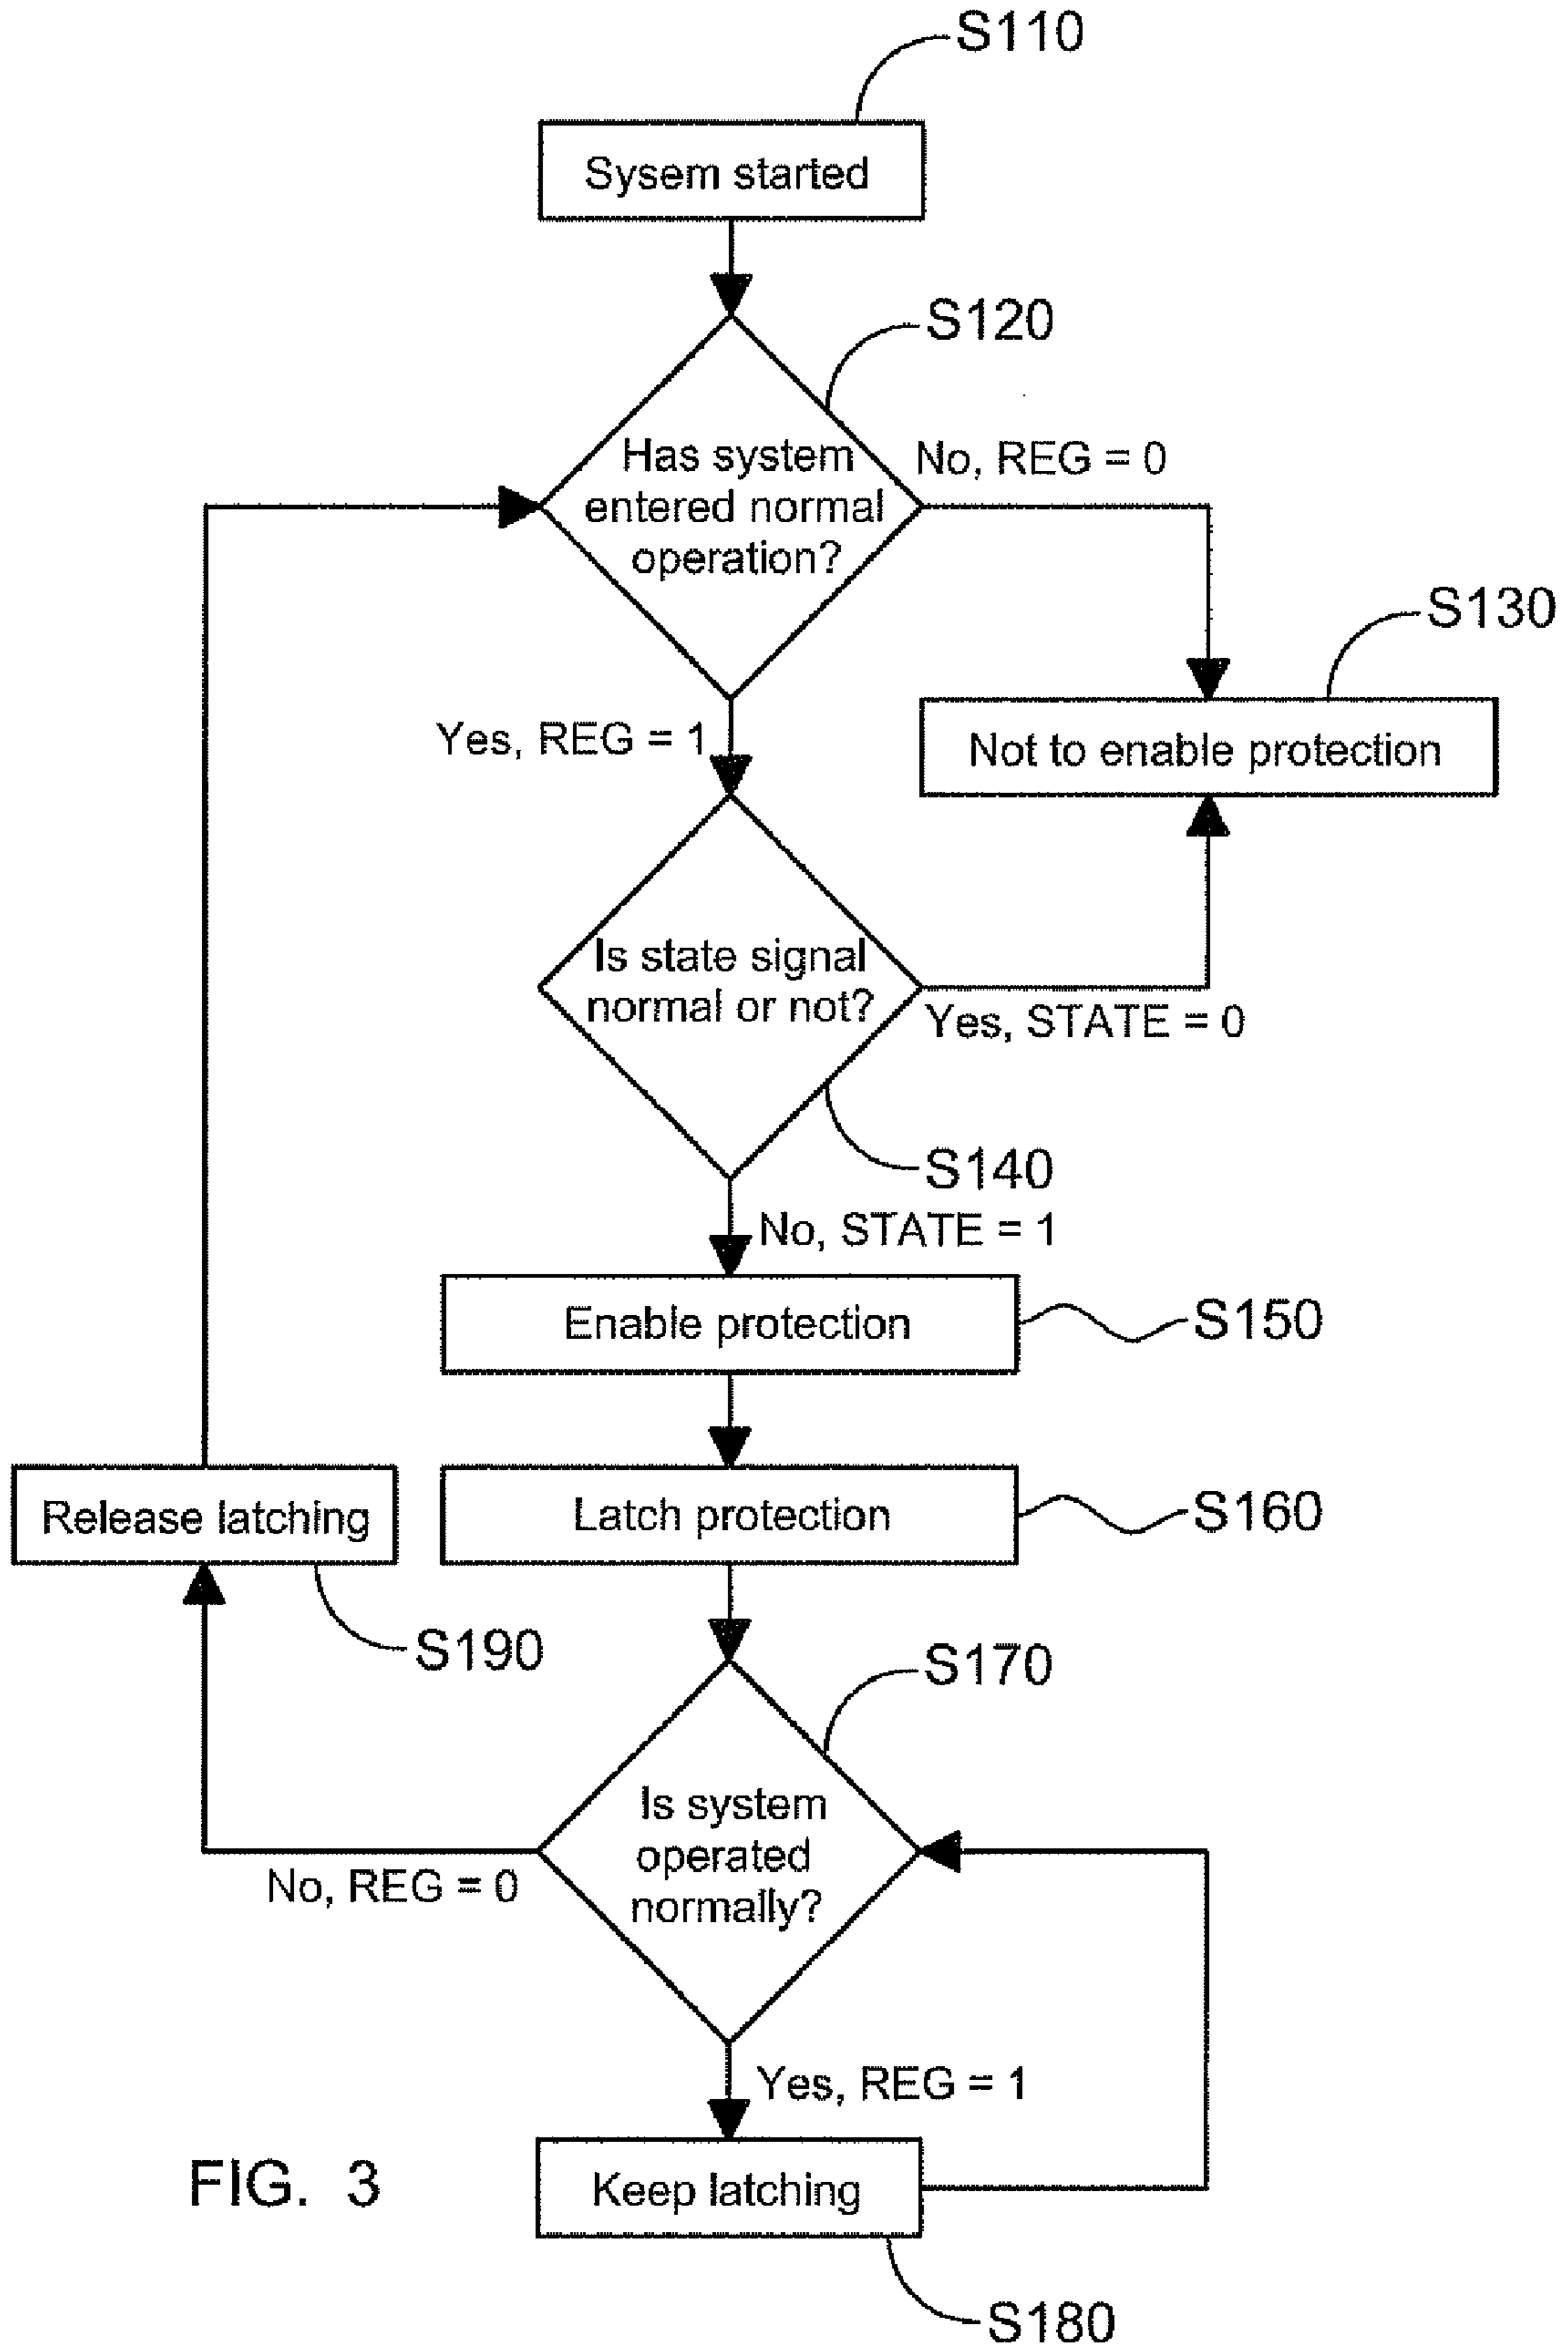 S110
Sysem started
S120
Has system
entered normal
operation?
No, REG = 0
S130
Yes, REG = 1
Not to enable protection
Is state signal
normal or not?
Yes, STATE = 0
S140
No, STATE = 1
Enable protection
S150
Release latching
Latch protection
S160
S190
S170
Is system
operated
normally?
No, REG = 0
Yes, REG = 1
FIG. 3
Keep latching
S180